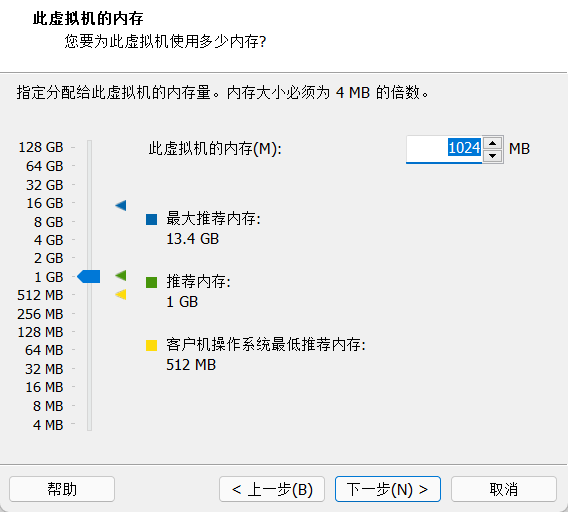 此虚拟机的内存
您要为此虚拟机使用多少内存?
指定分配给此虚拟机的内存量。内存大小必须为 4 MB 的倍数。
128 GB
64 GB
32 GB
16 GB
8 GB
4 GB
2 GB
1 GB
512 MB
256 MB
128 MB
64 MB
32 MB
16 MB
8 MB
4 MB
此虚拟机的内存(M): 1024 MB
最大推荐内存:
13.4 GB
推荐内存:
1 GB
客户机操作系统最低推荐内存:
512 MB
帮助 < 上一步(B) 下一步(N) > 取消